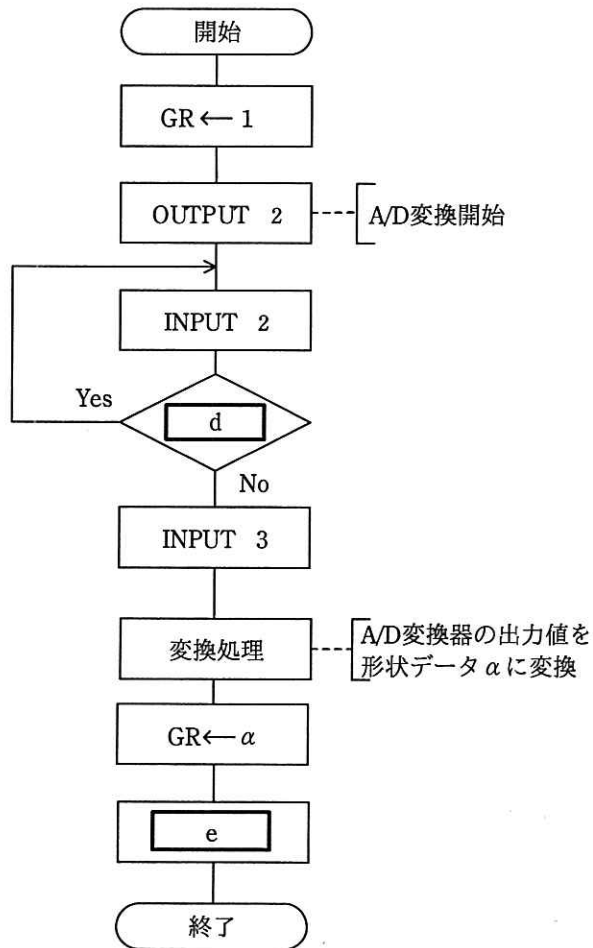 開始
GR ← 1
OUTPUT 2
A/D変換開始
INPUT 2
Yes
d
No
INPUT 3
変換処理
A/D変換器の出力値を
形状データαに変換
GR←α
e
終了